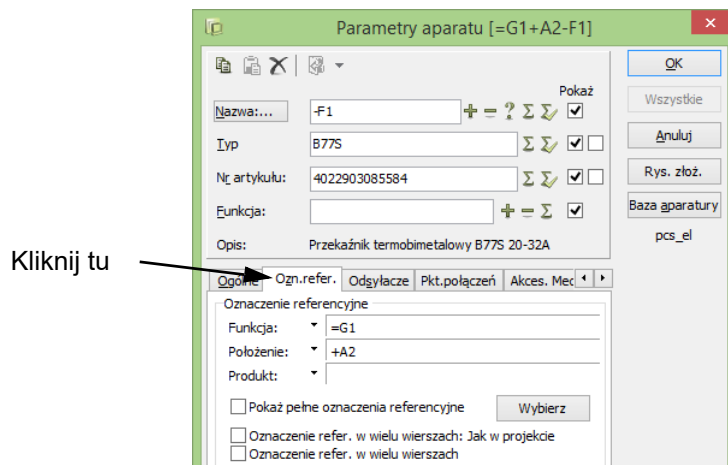 Parametry aparatu [=G1+A2-F1]
Pokaż
Nazwa:... -F1
Typ B77S
Nr artykułu: 4022903085584
Funkcja:
Opis: Przekaźnik termobimetalowy B77S 20-32A
OK
Wszystkie
Anuluj
Rys. złoż.
Baza aparatury
pcs_el
Kliknij tu
Ogólne Ozn.refer. Odsyłacze Pkt.połączeń Akces. Mec
Oznaczenie referencyjne
Funkcja: =G1
Położenie: +A2
Produkt:
Pokaż pełne oznaczenia referencyjne Wybierz
Oznaczenie refer. w wielu wierszach: Jak w projekcie
Oznaczenie refer. w wielu wierszach